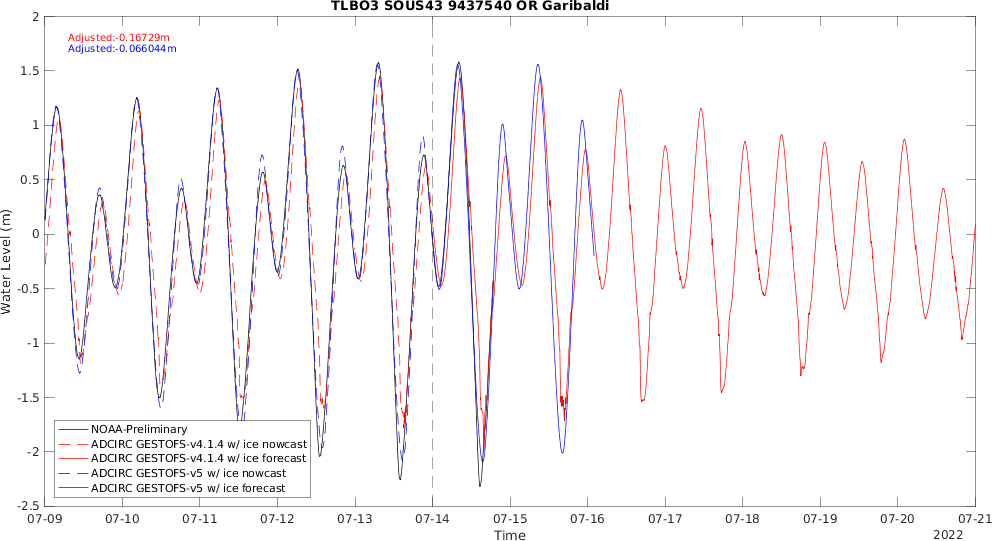 TLBO3 SOUS43 9437540 OR Garibaldi
Adjusted:-0.16729m
Adjusted:-0.066044m
2
1.5
1
0.5
0
-0.5
-1
-1.5
-2
-2.5
Water Level (m)
NOAA-Preliminary
ADCIRC GESTOFS-v4.1.4 w/ ice nowcast
ADCIRC GESTOFS-v4.1.4 w/ ice forecast
ADCIRC GESTOFS-v5 w/ ice nowcast
ADCIRC GESTOFS-v5 w/ ice forecast
07-09 07-10 07-11 07-12 07-13 07-14 07-15 07-16 07-17 07-18 07-19 07-20 07-21
Time
2022